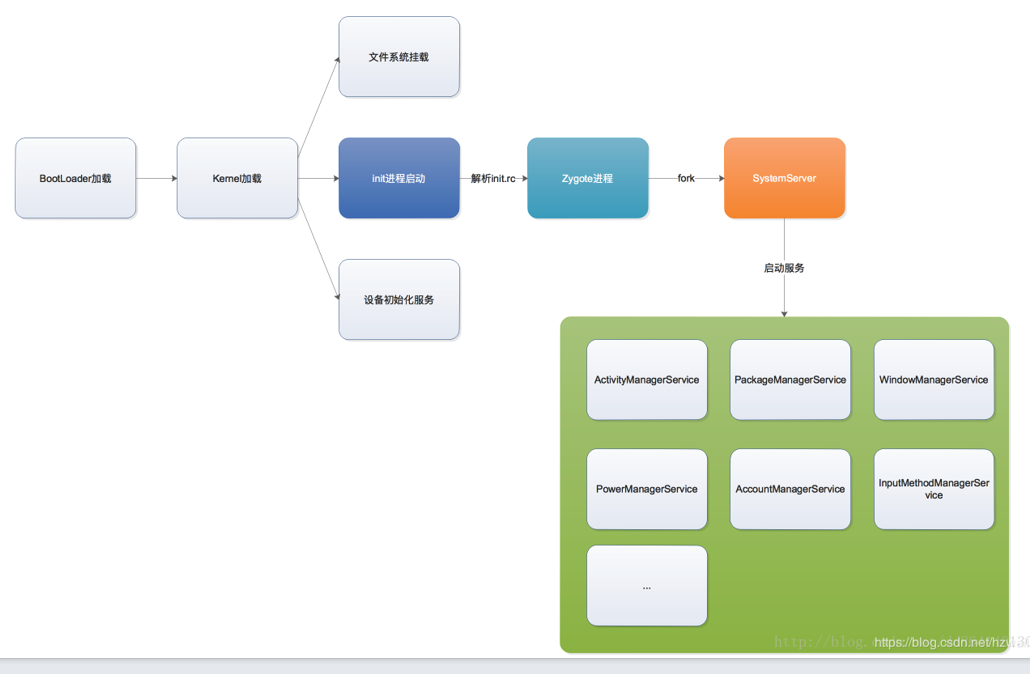 文件系统挂载
BootLoader加载
Kernel加载
init进程启动
解析init.rc
Zygote进程
fork
SystemServer
设备初始化服务
启动服务
ActivityManagerService
PackageManagerService
WindowManagerService
PowerManagerService
AccountManagerService
InputMethodManagerSer
vice
...
http://blog.
https://blog.csdn.net/hzw